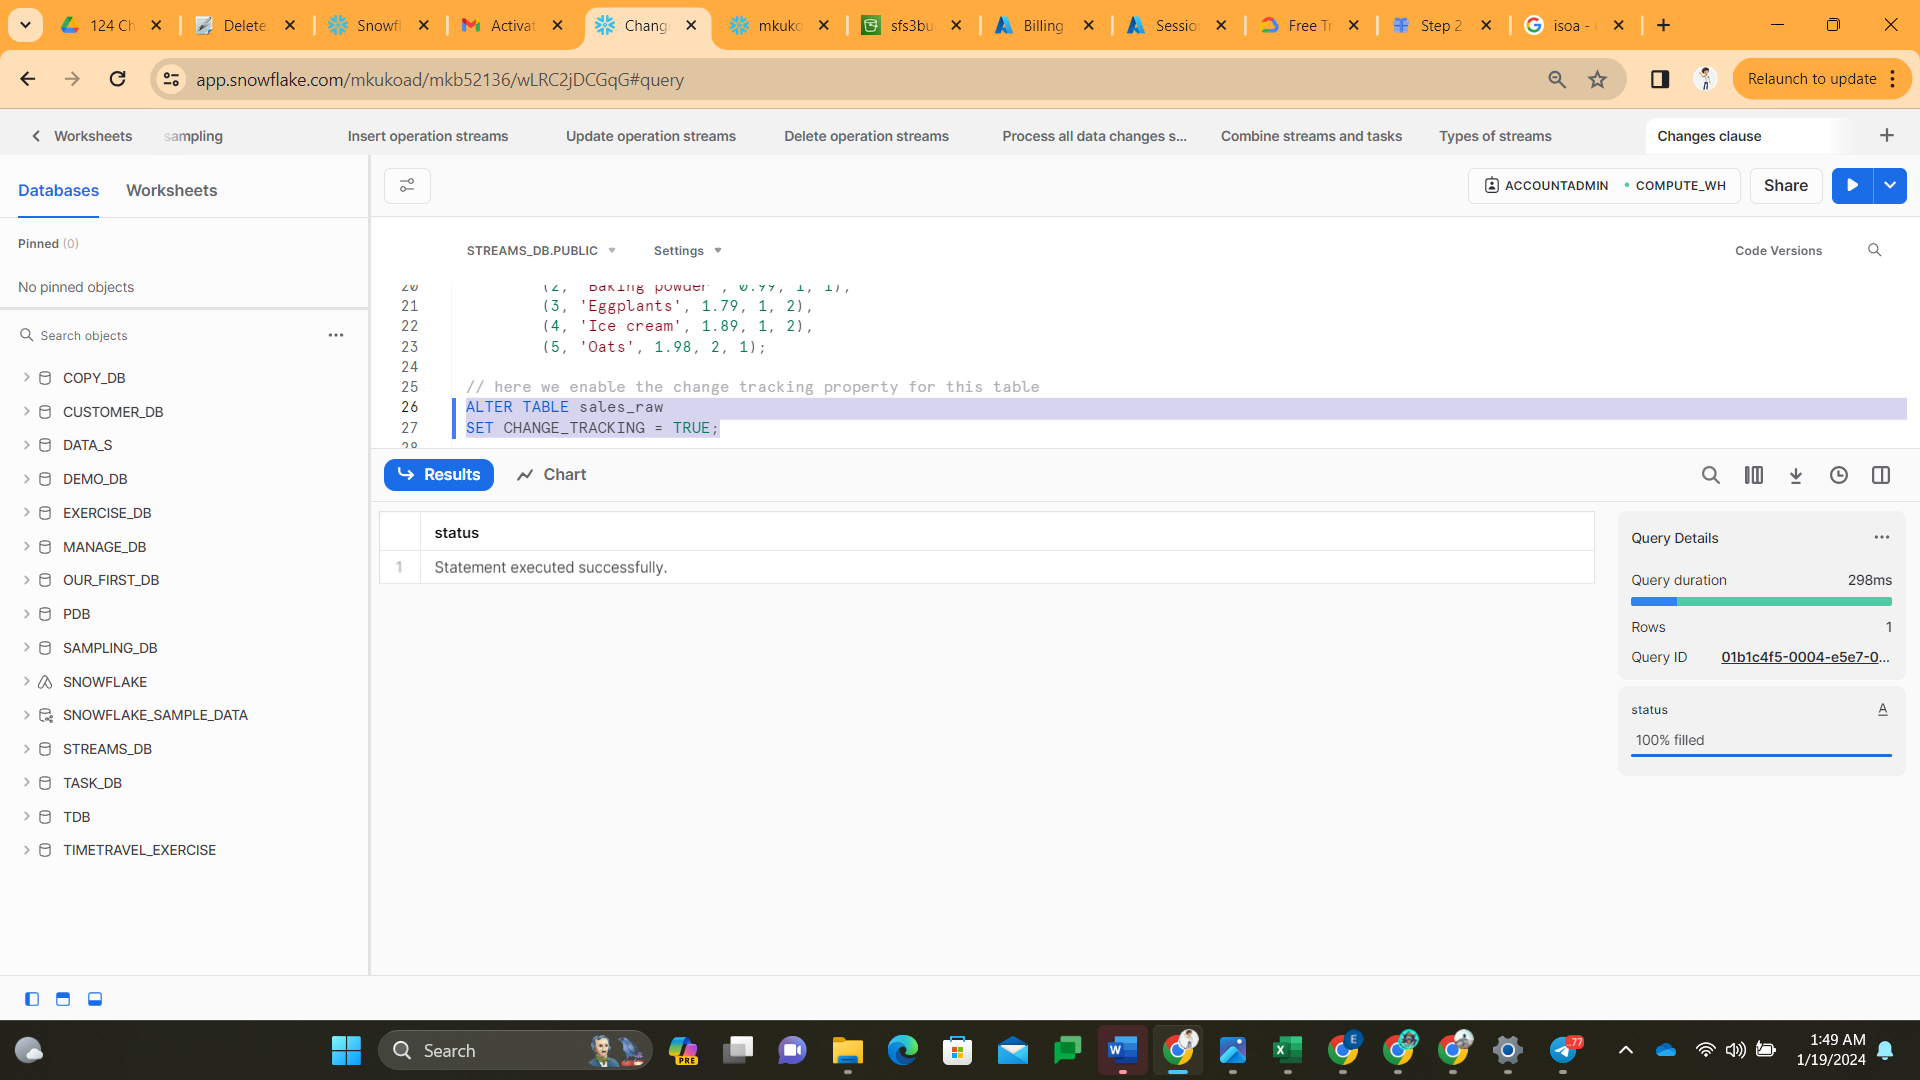 124 Ch
Delete.
Snowfl
Activat
Chang
mkuko
sfs3bu
Billing
Sessio
Free Tr
Step 2
isoa -
app.snowflake.com/mkukoad/mkb52136/wLRC2jDCGqG#query
Relaunch to update
Worksheets
sampling
Insert operation streams
Update operation streams
Delete operation streams
Process all data changes s...
Combine streams and tasks
Types of streams
Changes clause
Databases
Worksheets
ACCOUNTADMIN
COMPUTE_WH
Share
Pinned (0)
No pinned objects
STREAMS_DB.PUBLIC
Settings
Code Versions
20 (2, 'Baking powder', 0.99, 1, 1),
21 (3, 'Eggplants', 1.79, 1, 2),
22 (4, 'Ice cream', 1.89, 1, 2),
23 (5, 'Oats', 1.98, 2, 1);
24
25 // here we enable the change tracking property for this table
26 ALTER TABLE sales_raw
27 SET CHANGE_TRACKING = TRUE;
28
Search objects
COPY_DB
CUSTOMER_DB
DATA_S
DEMO_DB
EXERCISE_DB
MANAGE_DB
OUR_FIRST_DB
PDB
SAMPLING_DB
SNOWFLAKE
SNOWFLAKE_SAMPLE_DATA
STREAMS_DB
TASK_DB
TDB
TIMETRAVEL_EXERCISE
Results
Chart
status
1 Statement executed successfully.
Query Details
Query duration 298ms
Rows 1
Query ID 01b1c4f5-0004-e5e7-0...
status A
100% filled
Search
PRE
E
.77
1:49 AM
1/19/2024